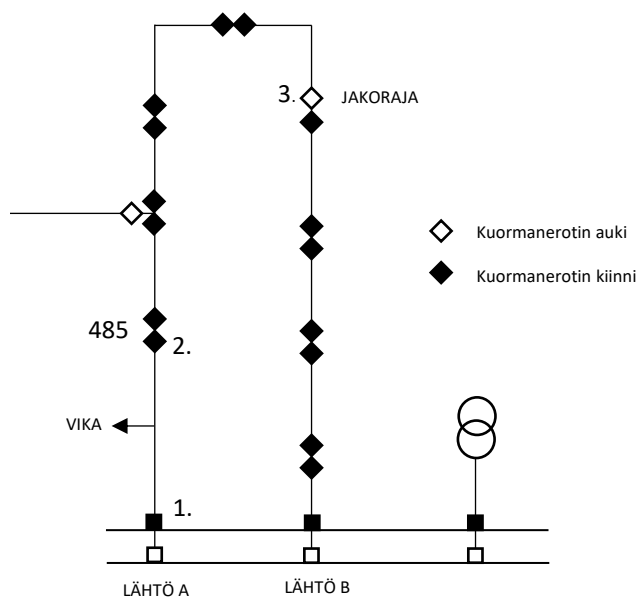 3. JAKORAJA
Kuormanerotin auki
Kuormanerotin kiinni
485
2.
VIKA
1.
LÄHTÖ A
LÄHTÖ B